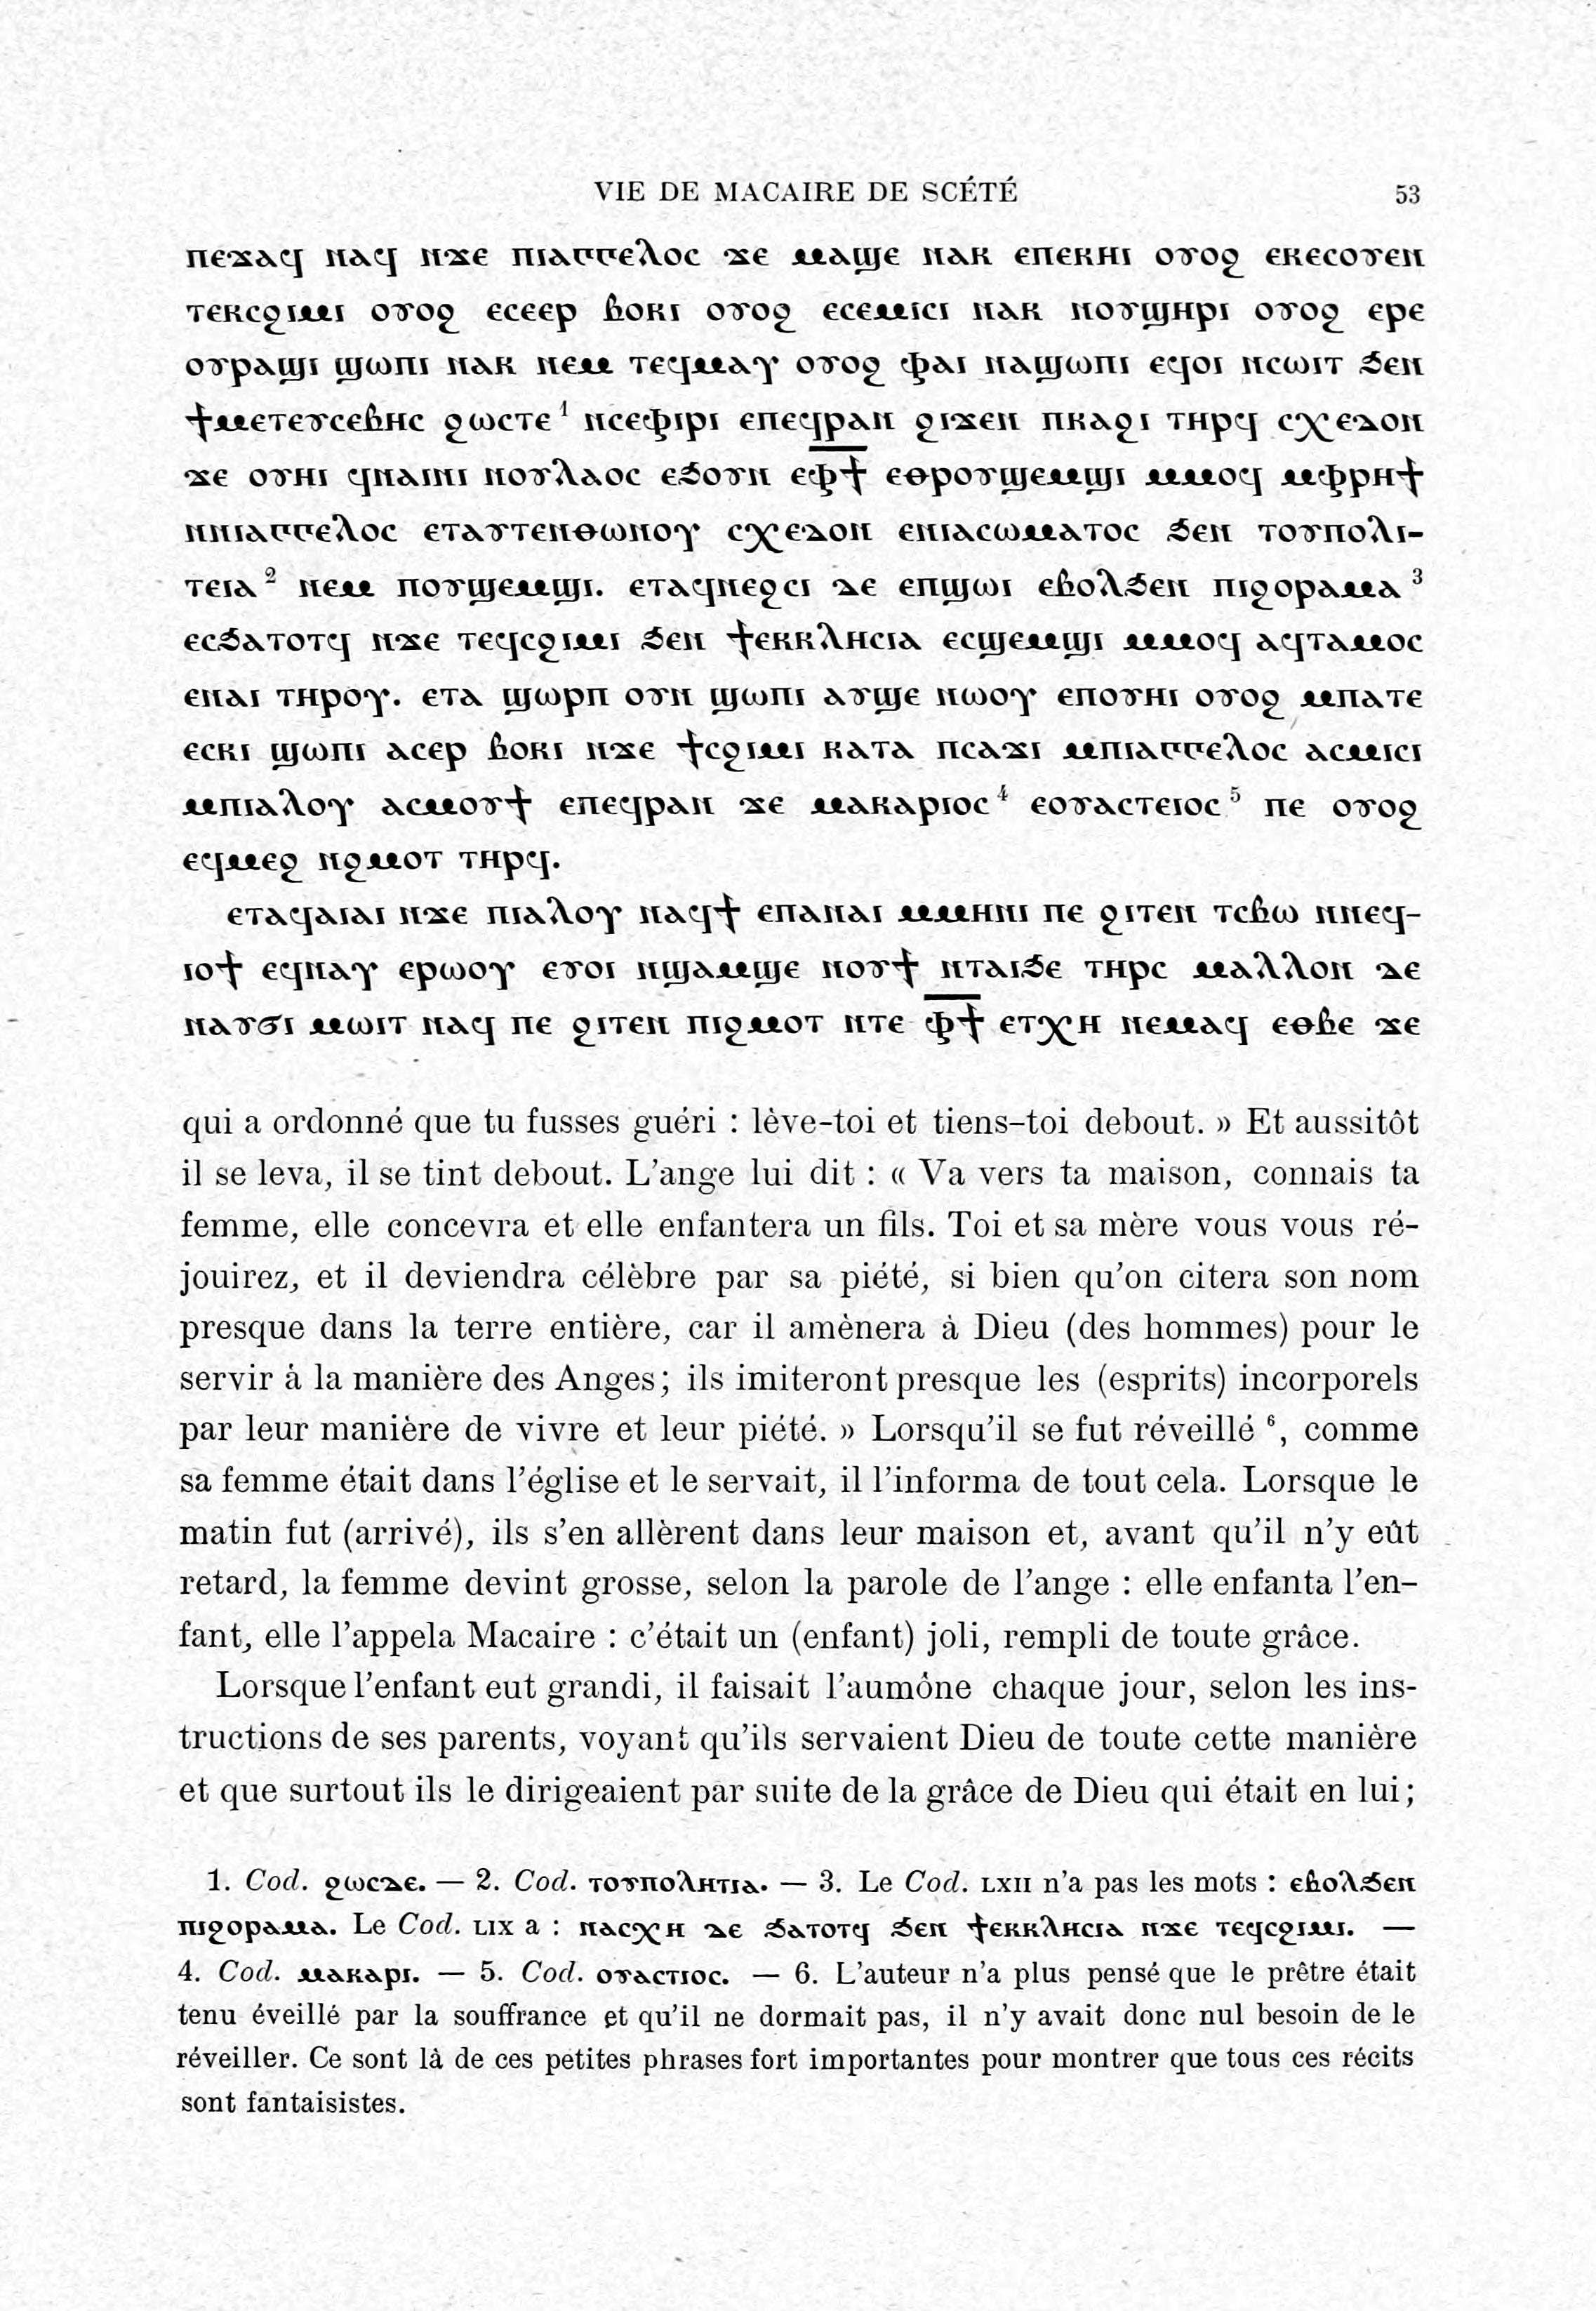 VIE DE MACAIRE DE SCÉTÉ 53
ⲡⲉϫⲁϥ ⲛⲁϥ ⲛϫⲉ ⲡⲓⲁⲅⲅⲉⲗⲟⲥ ϫⲉ ⲙⲁϣⲉ ⲛⲁⲕ ⲉⲡⲉⲕⲏⲓ ⲟⲩⲟϩ ⲉⲕⲉⲥⲟⲩⲉⲛ
ⲧⲉⲕⲥϩⲓⲙⲓ ⲟⲩⲟϩ ⲉⲥⲉⲉⲣ ⲃⲟⲕⲓ ⲟⲩⲟϩ ⲉⲥⲉⲙⲓⲥⲓ ⲛⲁⲕ ⲛⲟⲩϣⲏⲣⲓ ⲟⲩⲟϩ ⲉⲣⲉ
ⲟⲩⲣⲁϣⲓ ϣⲱⲡⲓ ⲛⲁⲕ ⲛⲉⲙ ⲧⲉϥⲙⲁⲩ ⲟⲩⲟϩ ⲫⲁⲓ ⲛⲁϣⲱⲡⲓ ⲉϥⲟⲓ ⲛⲥⲱⲓⲧ ϧⲉⲛ
ϯⲙⲉⲧⲉⲩⲥⲉⲃⲏⲥ ϩⲱⲥⲧⲉ¹ ⲛⲥⲉⲫⲓⲣⲓ ⲉⲡⲉϥⲣⲁⲛ ϩⲓϫⲉⲛ ⲡⲕⲁϩⲓ ⲧⲏⲣϥ ⲥⲭⲉⲇⲟⲛ
ϫⲉ ⲟⲩⲏⲓ ϥⲛⲁⲓⲛⲓ ⲛⲟⲩⲗⲁⲟⲥ ⲉϧⲟⲩⲛ ⲉⲫ̅ϯ̅ ⲉⲑⲣⲟⲩϣⲉⲙϣⲓ ⲙⲙⲟϥ ⲙⲫⲣⲏϯ
ⲛⲛⲓⲁⲅⲅⲉⲗⲟⲥ ⲉⲧⲁⲩⲧⲉⲛⲑⲱⲛⲟⲩ ⲥⲭⲉⲇⲟⲛ ⲉⲛⲓⲁⲥⲱⲙⲁⲧⲟⲥ ϧⲉⲛ ⲧⲟⲩⲡⲟⲗⲓ-
ⲧⲉⲓⲁ² ⲛⲉⲙ ⲡⲟⲩϣⲉⲙϣⲓ. ⲉⲧⲁϥⲛⲉϩⲥⲓ ⲇⲉ ⲉⲡϣⲱⲓ ⲉⲃⲟⲗϧⲉⲛ ⲡⲓϩⲟⲣⲁⲙⲁ³
ⲉⲥϧⲁⲧⲟⲧϥ ⲛϫⲉ ⲧⲉϥⲥϩⲓⲙⲓ ϧⲉⲛ ϯⲉⲕⲕⲗⲏⲥⲓⲁ ⲉⲥϣⲉⲙϣⲓ ⲙⲙⲟϥ ⲁϥⲧⲁⲙⲟⲥ
ⲉⲛⲁⲓ ⲧⲏⲣⲟⲩ. ⲉⲧⲁ ϣⲱⲣⲡ ⲟⲩⲛ ϣⲱⲡⲓ ⲁⲩϣⲉ ⲛⲱⲟⲩ ⲉⲡⲟⲩⲏⲓ ⲟⲩⲟϩ ⲙⲡⲁⲧⲉ
ⲉⲥⲕⲓ ϣⲱⲡⲓ ⲁⲥⲉⲣ ⲃⲟⲕⲓ ⲛϫⲉ ϯⲥϩⲓⲙⲓ ⲕⲁⲧⲁ ⲡⲥⲁϫⲓ ⲙⲡⲓⲁⲅⲅⲉⲗⲟⲥ ⲁⲥⲙⲓⲥⲓ
ⲙⲡⲓⲁⲗⲟⲩ ⲁⲥⲙⲟⲩϯ ⲉⲡⲉϥⲣⲁⲛ ϫⲉ ⲙⲁⲕⲁⲣⲓⲟⲥ⁴ ⲉⲟⲩⲁⲥⲧⲉⲓⲟⲥ⁵ ⲡⲉ ⲟⲩⲟϩ
ⲉϥⲙⲉϩ ⲛϩⲙⲟⲧ ⲧⲏⲣϥ.
ⲉⲧⲁϥⲁⲓⲁⲓ ⲛϫⲉ ⲡⲓⲁⲗⲟⲩ ⲛⲁϥϯ ⲉⲡⲁⲛⲁⲓ ⲙⲙⲏⲛⲓ ⲡⲉ ϩⲓⲧⲉⲛ ⲧⲥⲃⲱ ⲛⲛⲉϥ-
ⲓⲟϯ ⲉϥⲛⲁⲩ ⲉⲣⲱⲟⲩ ⲉⲩⲟⲓ ⲛϣⲁⲙϣⲉ ⲛⲟⲩϯ ⲛⲧⲁⲓϧⲉ ⲧⲏⲣⲥ ⲙⲁⲗⲗⲟⲛ ⲇⲉ
ⲛⲁⲩϭⲓ ⲙⲱⲓⲧ ⲛⲁϥ ⲡⲉ ϩⲓⲧⲉⲛ ⲡⲓϩⲙⲟⲧ ⲛⲧⲉ ⲫ̅ϯ̅ ⲉⲧⲭⲏ ⲛⲉⲙⲁϥ ⲉⲑⲃⲉ ϫⲉ
qui a ordonné que tu fusses guéri : lève-toi et tiens-toi debout. » Et aussitôt
il se leva, il se tint debout. L'ange lui dit : « Va vers ta maison, connais ta
femme, elle concevra et elle enfantera un fils. Toi et sa mère vous vous ré-
jouirez, et il deviendra célèbre par sa piété, si bien qu'on citera son nom
presque dans la terre entière, car il amènera à Dieu (des hommes) pour le
servir à la manière des Anges; ils imiteront presque les (esprits) incorporels
par leur manière de vivre et leur piété. » Lorsqu'il se fut réveillé ⁶, comme
sa femme était dans l'église et le servait, il l'informa de tout cela. Lorsque le
matin fut (arrivé), ils s'en allèrent dans leur maison et, avant qu'il n'y eût
retard, la femme devint grosse, selon la parole de l'ange : elle enfanta l'en-
fant, elle l'appela Macaire : c'était un (enfant) joli, rempli de toute grâce.
Lorsque l'enfant eut grandi, il faisait l'aumône chaque jour, selon les ins-
tructions de ses parents, voyant qu'ils servaient Dieu de toute cette manière
et que surtout ils le dirigeaient par suite de la grâce de Dieu qui était en lui;
1. Cod. ϩⲱⲥⲇⲉ. — 2. Cod. ⲧⲟⲩⲡⲟⲗⲏⲧⲓⲁ. — 3. Le Cod. LXII n'a pas les mots : ⲉⲃⲟⲗϧⲉⲛ
ⲡⲓϩⲟⲣⲁⲙⲁ. Le Cod. LIX a : ⲛⲁⲥⲭⲏ ⲇⲉ ϧⲁⲧⲟⲧϥ ϧⲉⲛ ϯⲉⲕⲕⲗⲏⲥⲓⲁ ⲛϫⲉ ⲧⲉϥⲥϩⲓⲙⲓ. —
4. Cod. ⲙⲁⲕⲁⲣⲓ. — 5. Cod. ⲟⲩⲁⲥⲧⲓⲟⲥ. — 6. L'auteur n'a plus pensé que le prêtre était
tenu éveillé par la souffrance et qu'il ne dormait pas, il n'y avait donc nul besoin de le
réveiller. Ce sont là de ces petites phrases fort importantes pour montrer que tous ces récits
sont fantaisistes.